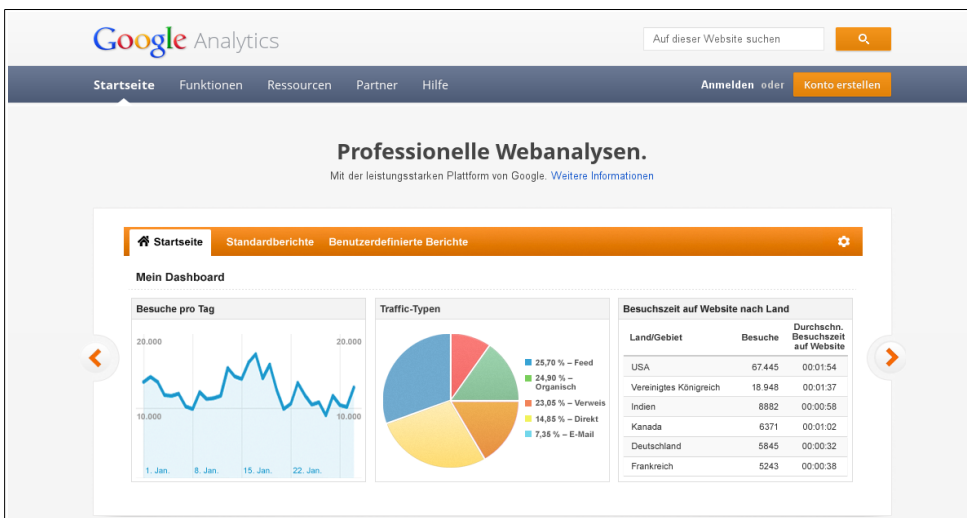 Google Analytics
Auf dieser Website suchen
Startseite Funktionen Ressourcen Partner Hilfe Anmelden oder Konto erstellen
Professionelle Webanalysen.
Mit der leistungsstarken Plattform von Google. Weitere Informationen
Startseite Standardberichte Benutzerdefinierte Berichte
Mein Dashboard
Besuche pro Tag
20.000 20.000
10.000 10.000
1. Jan. 8. Jan. 15. Jan. 22. Jan.
Traffic-Typen
25,70 % – Feed
24,90 % –
Organisch
23,05 % – Verweis
14,85 % – Direkt
7,35 % – E-Mail
Besuchszeit auf Website nach Land
Land/Gebiet Besuche Durchschn.
Besuchszeit
auf Website
USA 67.445 00:01:54
Vereinigtes Königreich 18.948 00:01:37
Indien 8882 00:00:58
Kanada 6371 00:01:02
Deutschland 5845 00:00:32
Frankreich 5243 00:00:38